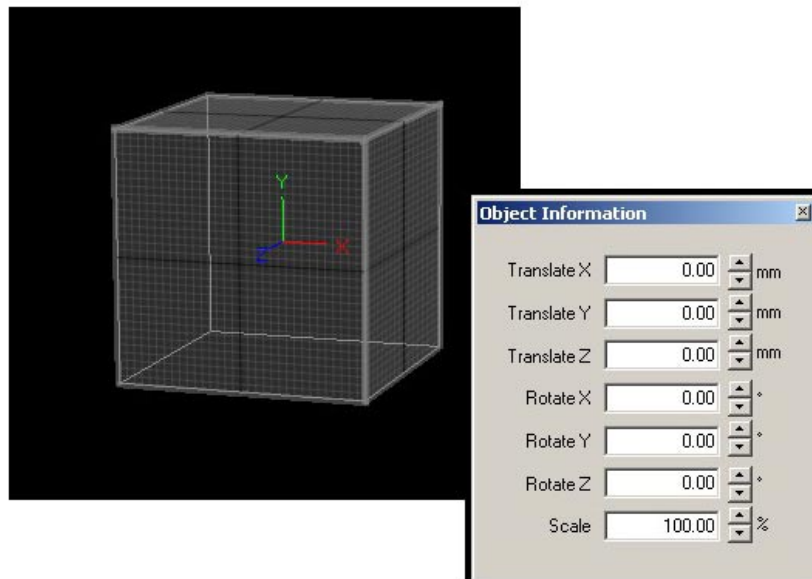 Y
X
Z
Object Information
Translate X 0.00 mm
Translate Y 0.00 mm
Translate Z 0.00 mm
Rotate X 0.00 °
Rotate Y 0.00 °
Rotate Z 0.00 °
Scale 100.00 %